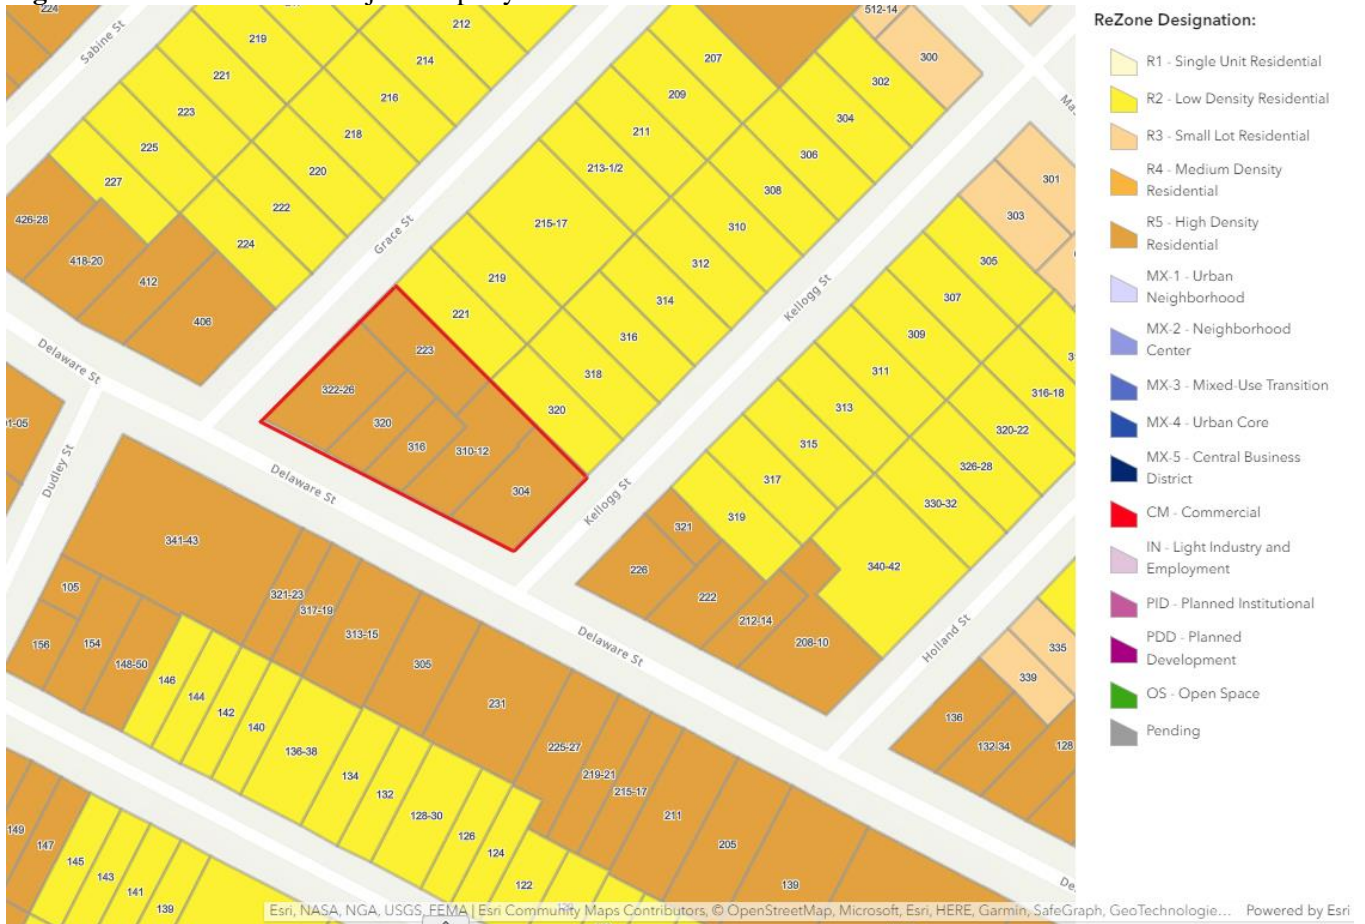 224
Sabine St
219
212
221
214
223
216
225
218
227
220
222
224
426-28
418-20
412
406
Grace St
207
209
211
213-1/2
215-17
219
221
512-14
300
302
304
306
308
310
312
314
316
318
320
Kellogg St
301
303
305
307
309
311
313
315
317
319
316-18
320-22
326-28
330-32
340-42
Delaware St
223
322-26
320
316
310-12
304
Delaware St
Kellogg St
Dudley St
321
226
222
212-14
208-10
Delaware St
Holland St
335
339
136
132-34
128
341-43
321-23
317-19
313-15
305
231
225-27
219-21
215-17
211
205
139
105
156
154
148-50
146
144
142
140
136-38
134
132
128-30
126
124
122
149
147
145
143
141
139
ReZone Designation:
R1 - Single Unit Residential
R2 - Low Density Residential
R3 - Small Lot Residential
R4 - Medium Density
Residential
R5 - High Density
Residential
MX-1 - Urban
Neighborhood
MX-2 - Neighborhood
Center
MX-3 - Mixed-Use Transition
MX-4 - Urban Core
MX-5 - Central Business
District
CM - Commercial
IN - Light Industry and
Employment
PID - Planned Institutional
PDD - Planned
Development
OS - Open Space
Pending
Esri, NASA, NGA, USGS, FEMA | Esri Community Maps Contributors, © OpenStreetMap, Microsoft, Esri, HERE, Garmin, SafeGraph, GeoTechnologie... Powered by Esri